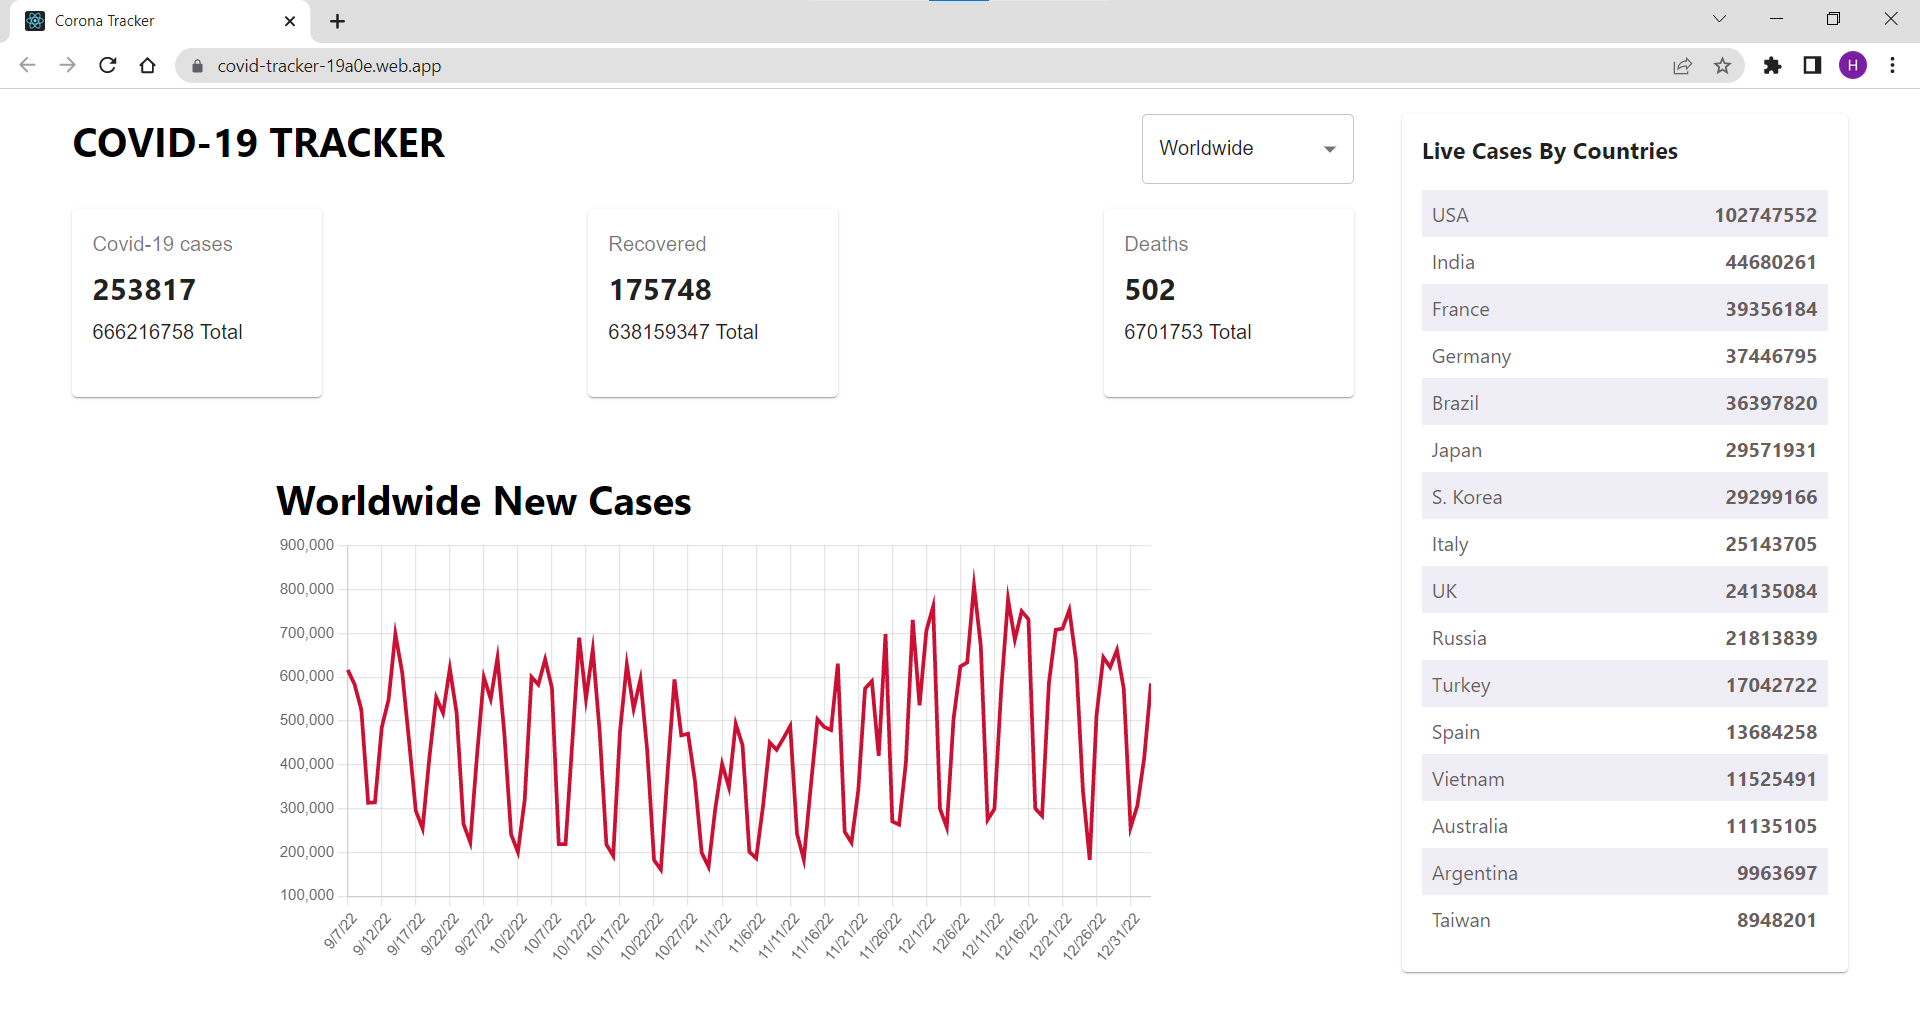 Corona Tracker
covid-tracker-19a0e.web.app
H
COVID-19 TRACKER
Worldwide
Covid-19 cases
253817
666216758 Total
Recovered
175748
638159347 Total
Deaths
502
6701753 Total
Worldwide New Cases
900,000
800,000
700,000
600,000
500,000
400,000
300,000
200,000
100,000
9/7/22
9/12/22
9/17/22
9/22/22
9/27/22
10/2/22
10/7/22
10/12/22
10/17/22
10/22/22
10/27/22
11/1/22
11/6/22
11/11/22
11/16/22
11/21/22
11/26/22
12/1/22
12/6/22
12/11/22
12/16/22
12/21/22
12/26/22
12/31/22
Live Cases By Countries
USA 102747552
India 44680261
France 39356184
Germany 37446795
Brazil 36397820
Japan 29571931
S. Korea 29299166
Italy 25143705
UK 24135084
Russia 21813839
Turkey 17042722
Spain 13684258
Vietnam 11525491
Australia 11135105
Argentina 9963697
Taiwan 8948201